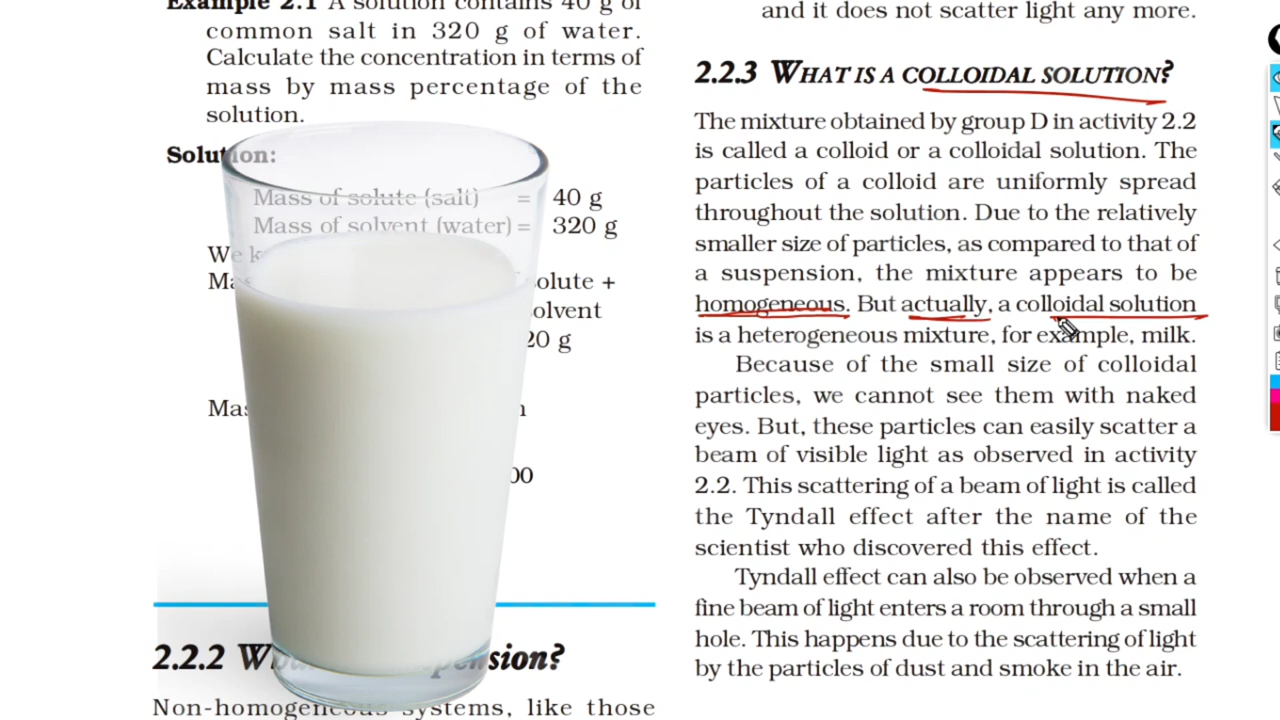 Example 2.1 A solution contains 40 g of
common salt in 320 g of water.
Calculate the concentration in terms of
mass by mass percentage of the
solution.
Solution:
Mass of solute (salt) = 40 g
Mass of solvent (water) = 320 g
We k
Ma olute +
olvent
20 g
Mas n
00
2.2.2 W pension?
Non-homogeneous systems, like those
and it does not scatter light any more.
2.2.3 WHAT IS A COLLOIDAL SOLUTION?
The mixture obtained by group D in activity 2.2
is called a colloid or a colloidal solution. The
particles of a colloid are uniformly spread
throughout the solution. Due to the relatively
smaller size of particles, as compared to that of
a suspension, the mixture appears to be
homogeneous. But actually, a colloidal solution
is a heterogeneous mixture, for example, milk.
Because of the small size of colloidal
particles, we cannot see them with naked
eyes. But, these particles can easily scatter a
beam of visible light as observed in activity
2.2. This scattering of a beam of light is called
the Tyndall effect after the name of the
scientist who discovered this effect.
Tyndall effect can also be observed when a
fine beam of light enters a room through a small
hole. This happens due to the scattering of light
by the particles of dust and smoke in the air.